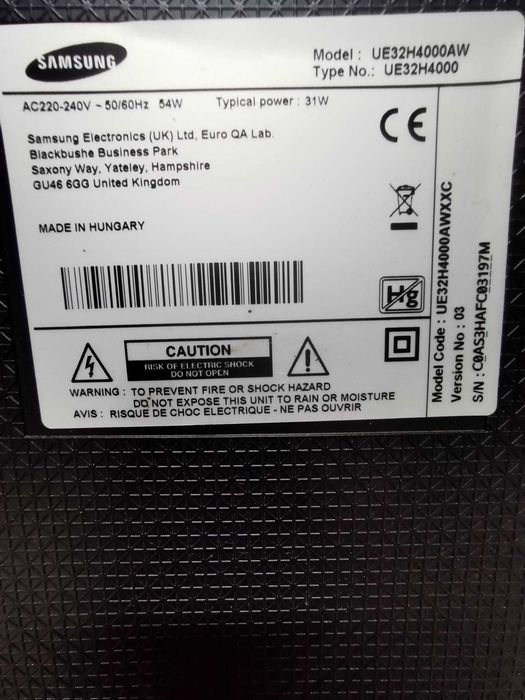 SAMSUNG
Model : UE32H4000AW
Type No.: UE32H4000
AC220-240V ~ 50/60Hz 54W Typical power : 31W
Samsung Electronics (UK) Ltd, Euro QA Lab.
Blackbushe Business Park
Saxony Way, Yateley, Hampshire
GU46 6GG United Kingdom
CE
MADE IN HUNGARY
Hg
CAUTION
RISK OF ELECTRIC SHOCK
DO NOT OPEN
WARNING : TO PREVENT FIRE OR SHOCK HAZARD
DO NOT EXPOSE THIS UNIT TO RAIN OR MOISTURE
AVIS : RISQUE DE CHOC ELECTRIQUE - NE PAS OUVRIR
Model Code : UE32H4000AWXXC
Version No : 03
S/N : C0AS3HAFC03197M